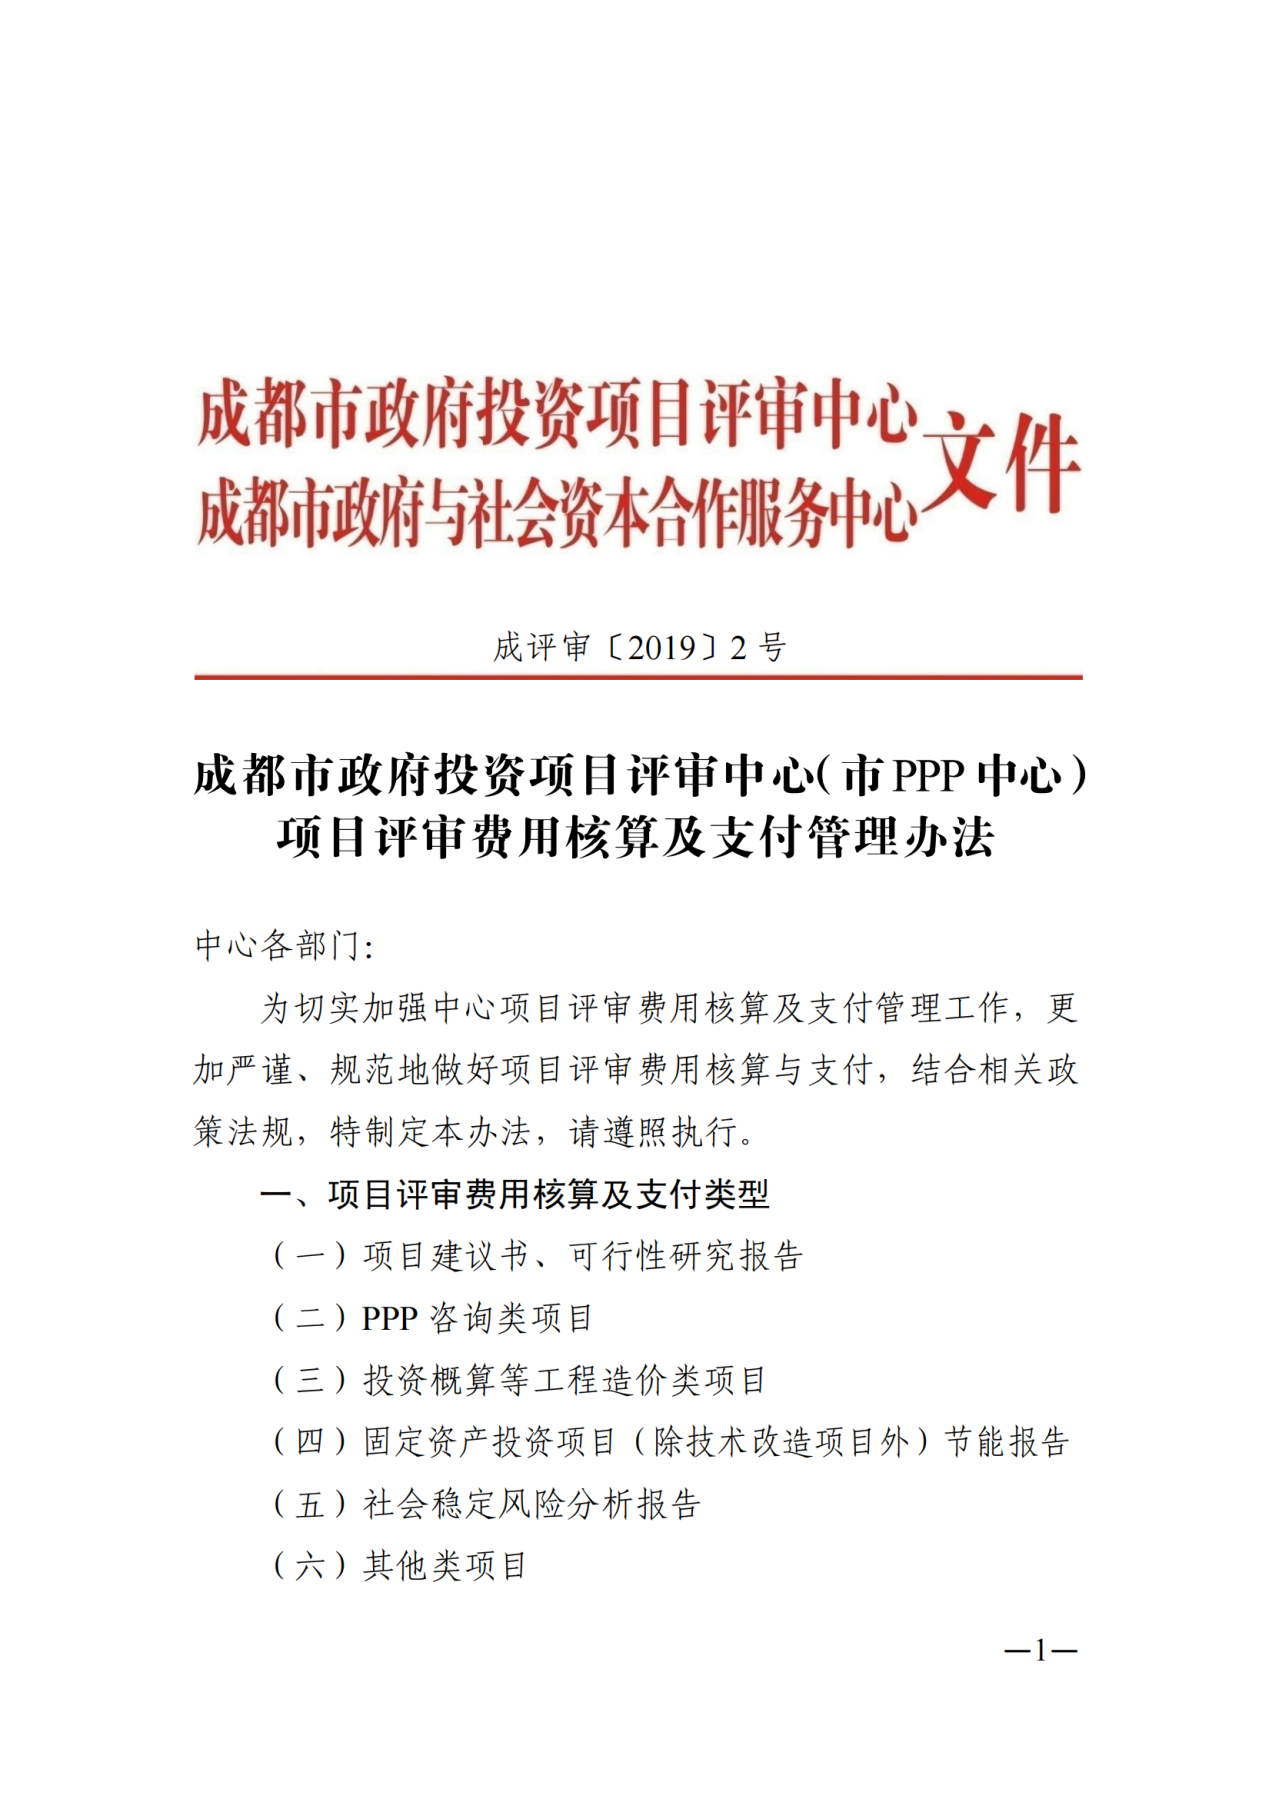 成都市政府投资项目评审中心
成都市政府与社会资本合作服务中心
文件
成评审〔2019〕2 号
成都市政府投资项目评审中心(市 PPP 中心)
项目评审费用核算及支付管理办法
中心各部门:
为切实加强中心项目评审费用核算及支付管理工作，更
加严谨、规范地做好项目评审费用核算与支付，结合相关政
策法规，特制定本办法，请遵照执行。
一、项目评审费用核算及支付类型
（一）项目建议书、可行性研究报告
（二）PPP 咨询类项目
（三）投资概算等工程造价类项目
（四）固定资产投资项目（除技术改造项目外）节能报告
（五）社会稳定风险分析报告
（六）其他类项目
—1—